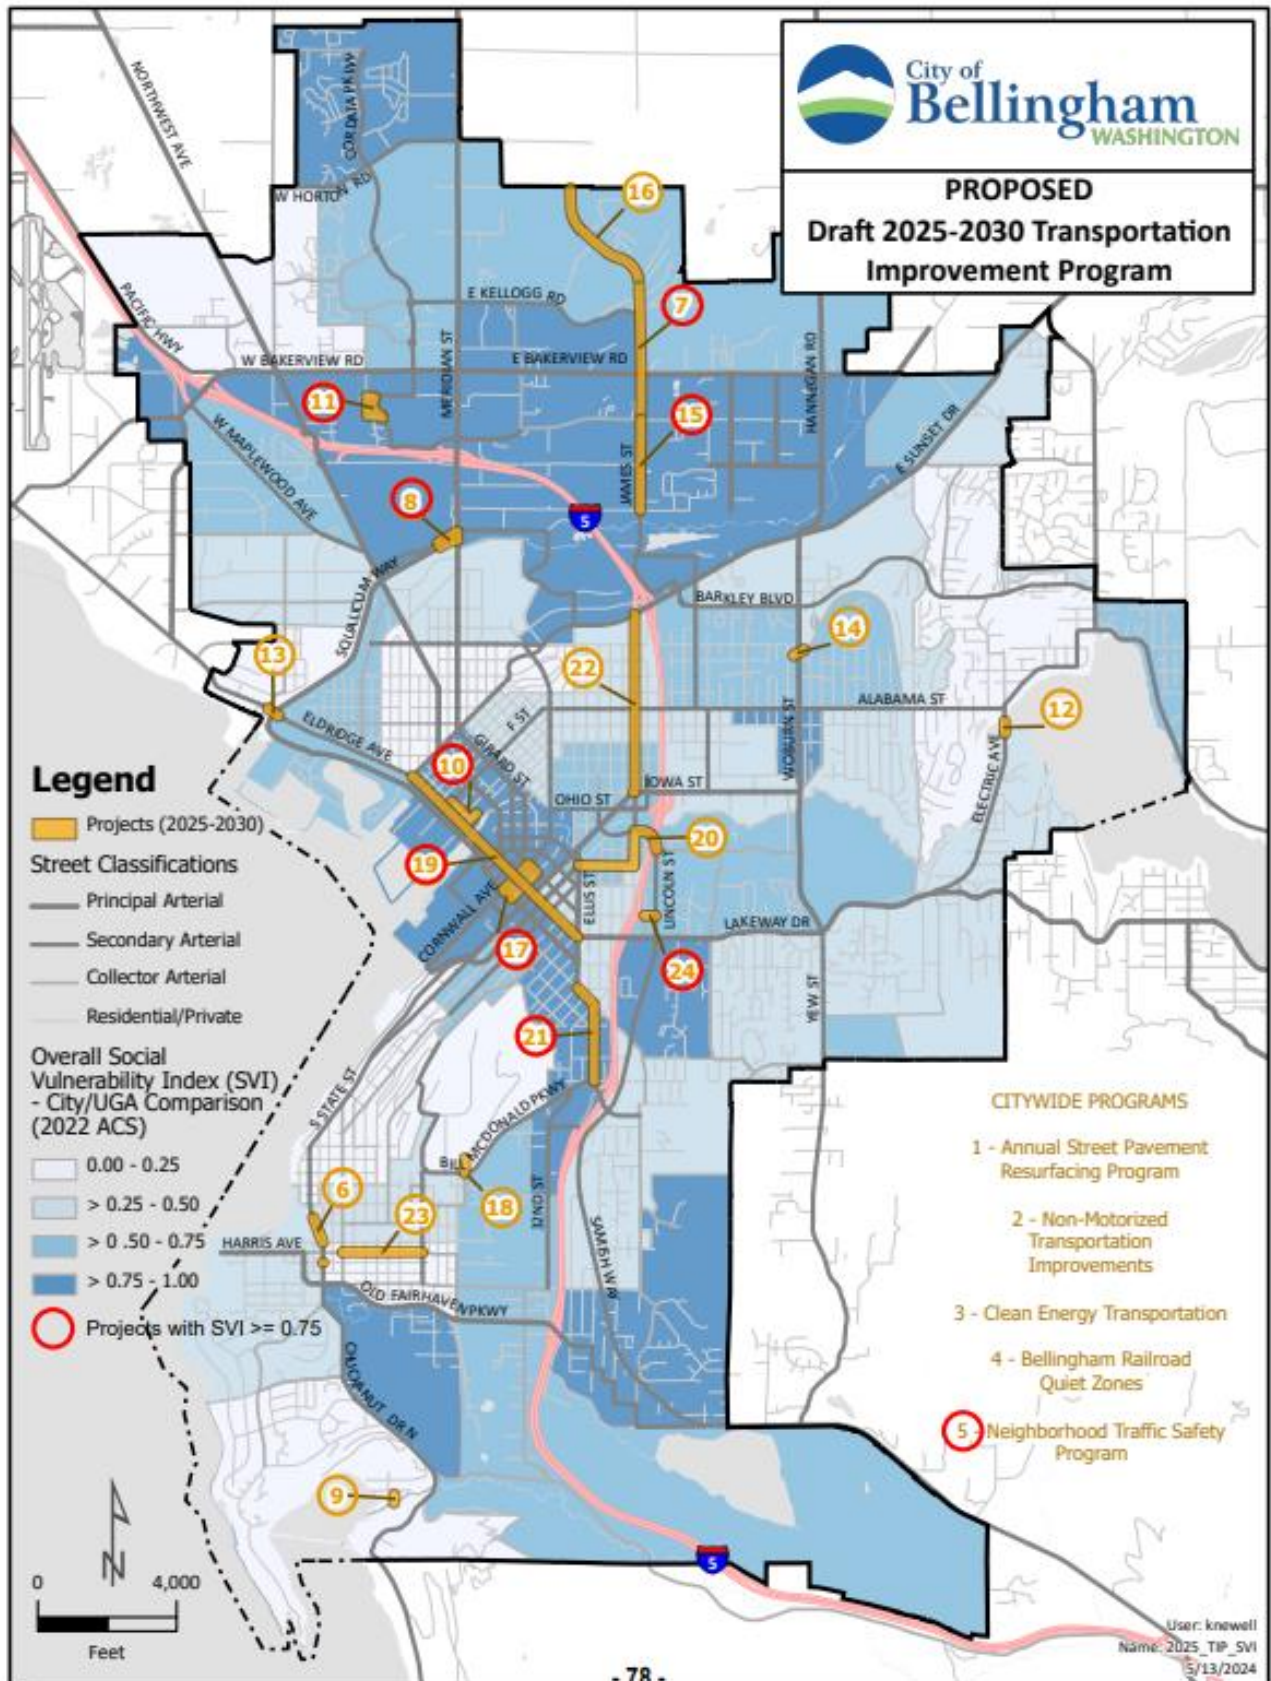 City of
Bellingham
WASHINGTON
PROPOSED
Draft 2025-2030 Transportation
Improvement Program
NORTHWEST AVE
CORDATA PKWY
W HORTON RD
16
PACIFIC HWY
E KELLOGG RD
7
MERIDIAN ST
W BAKERVIEW RD
E BAKERVIEW RD
HANNEGAN RD
11
15
W MAPLEWOOD AVE
E SUNSET DR
JAMES ST
8
5
SQUALICUM WAY
BARKLEY BLVD
14
13
22
ALABAMA ST
12
ELDRIDGE AVE
F ST
GIRARD ST
WOBURN ST
ELECTRIC AVE
10
IOWA ST
OHIO ST
20
19
ELLIS ST
LINCOLN ST
CORNWALL AVE
LAKEWAY DR
17
24
YEW ST
21
S STATE ST
BILL MCDONALD PKWY
6
18
32ND ST
23
HARRIS AVE
SAMISH WAY
OLD FAIRHAVEN PKWY
CHUCKANUT DR N
9
5
Legend
Projects (2025-2030)
Street Classifications
Principal Arterial
Secondary Arterial
Collector Arterial
Residential/Private
Overall Social
Vulnerability Index (SVI)
- City/UGA Comparison
(2022 ACS)
0.00 - 0.25
> 0.25 - 0.50
> 0 .50 - 0.75
> 0.75 - 1.00
Projects with SVI >= 0.75
CITYWIDE PROGRAMS
1 - Annual Street Pavement
Resurfacing Program
2 - Non-Motorized
Transportation
Improvements
3 - Clean Energy Transportation
4 - Bellingham Railroad
Quiet Zones
5 - Neighborhood Traffic Safety
Program
N
0
4,000
Feet
User: knewell
Name: 2025_TIP_SVI
5/13/2024
- 78 -